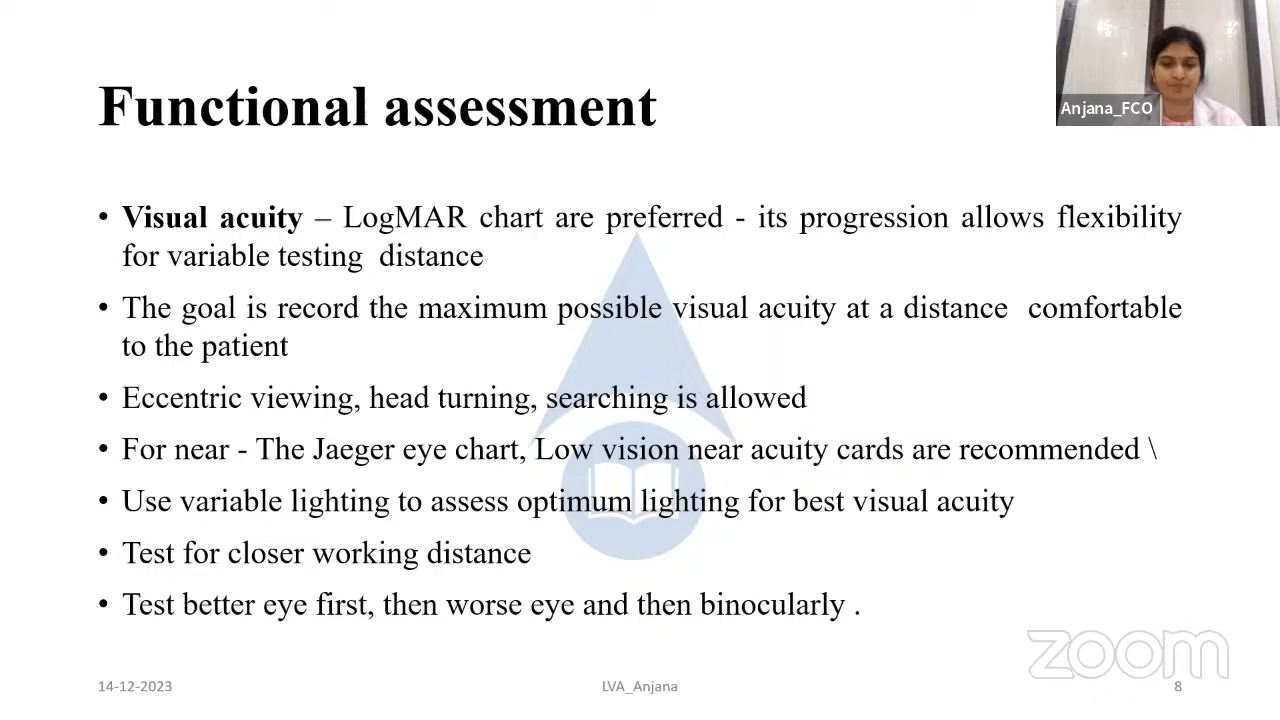 Anjana_FCO
Functional assessment
• Visual acuity – LogMAR chart are preferred - its progression allows flexibility
for variable testing distance
• The goal is record the maximum possible visual acuity at a distance comfortable
to the patient
• Eccentric viewing, head turning, searching is allowed
• For near - The Jaeger eye chart, Low vision near acuity cards are recommended \
• Use variable lighting to assess optimum lighting for best visual acuity
• Test for closer working distance
• Test better eye first, then worse eye and then binocularly .
zoom
14-12-2023
LVA_Anjana
8